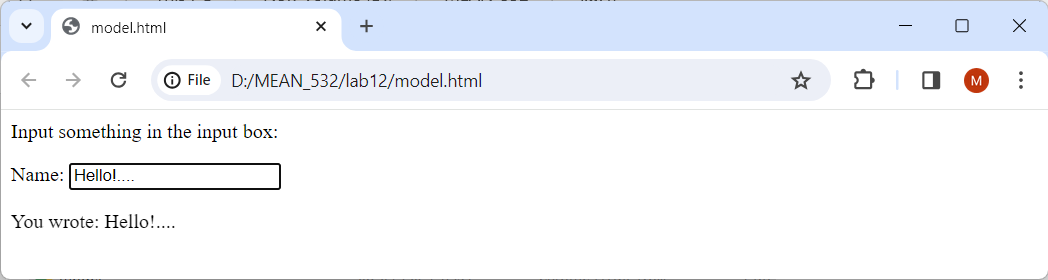 model.html
File D:/MEAN_532/lab12/model.html M
Input something in the input box:
Name: Hello!....
You wrote: Hello!....